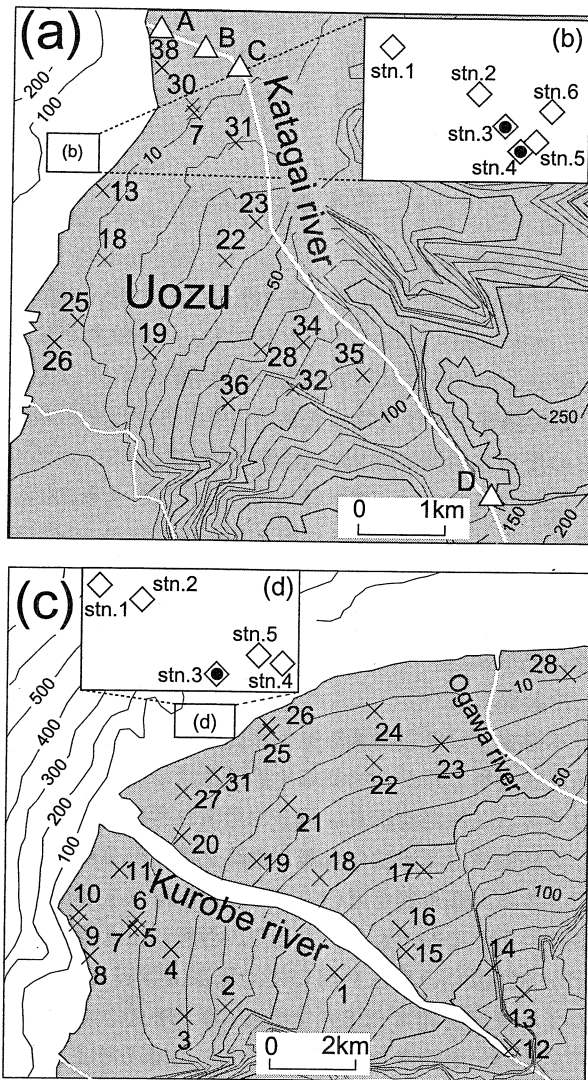 (a)
A
B
C
38
30
7
31
10
200
100
(b)
13
Katagai river
(b)
stn.1
stn.2
stn.6
stn.3
stn.5
stn.4
23
18
22
50
Uozu
25
26
19
34
28
35
32
36
100
250
D
0 1km
150
200
(c)
(d)
stn.1
stn.2
stn.5
stn.3
stn.4
(d)
500
400
300
200
100
28
10
Ogawa river
26
25
24
23
22
50
31
27
21
20
19
18
17
100
11
Kurobe river
10
9
8
6
7
5
4
16
15
14
2
1
3
13
12
0 2km